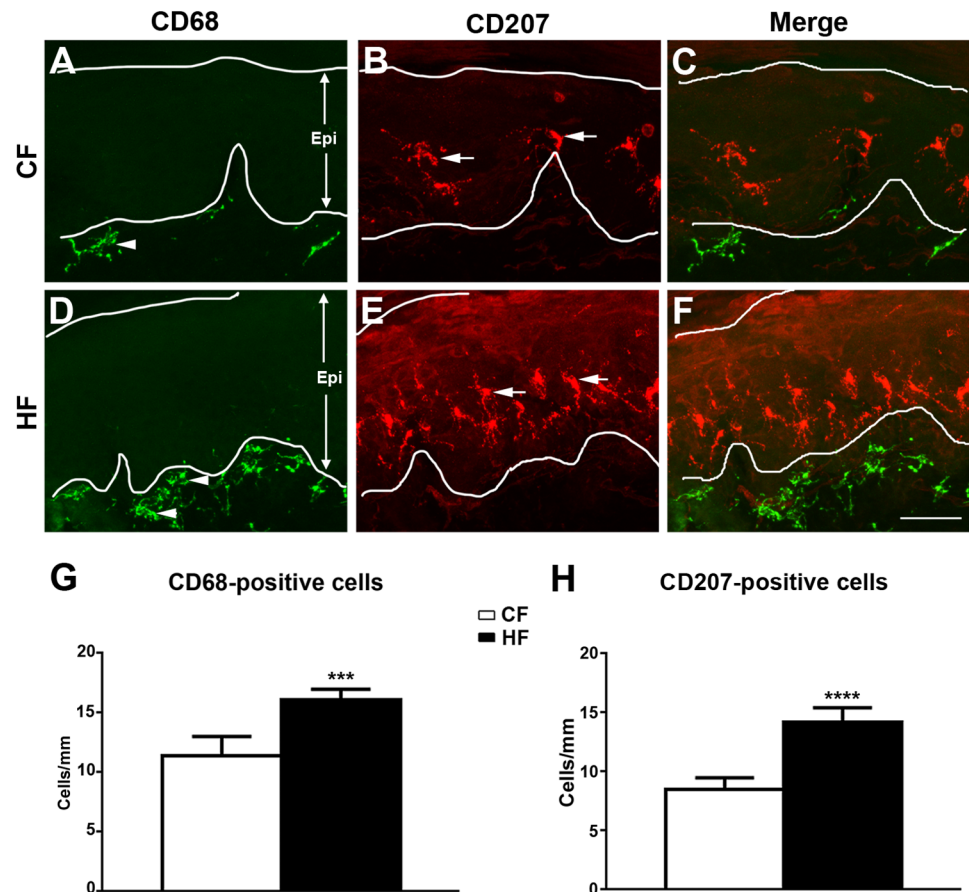 CD68 CD207 Merge
CF
A Epi
B
C
HF
D Epi
E
F
G CD68-positive cells
CF
HF
H CD207-positive cells
Cells/mm
20
15
10
5
0
***
Cells/mm
20
15
10
5
0
****